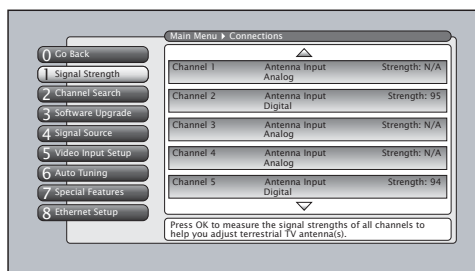 Main Menu ▸ Connections
0 Go Back
1 Signal Strength
2 Channel Search
3 Software Upgrade
4 Signal Source
5 Video Input Setup
6 Auto Tuning
7 Special Features
8 Ethernet Setup
Channel 1 Antenna Input Strength: N/A
Analog
Channel 2 Antenna Input Strength: 95
Digital
Channel 3 Antenna Input Strength: N/A
Analog
Channel 4 Antenna Input Strength: N/A
Analog
Channel 5 Antenna Input Strength: 94
Digital
Press OK to measure the signal strengths of all channels to
help you adjust terrestrial TV antenna(s).